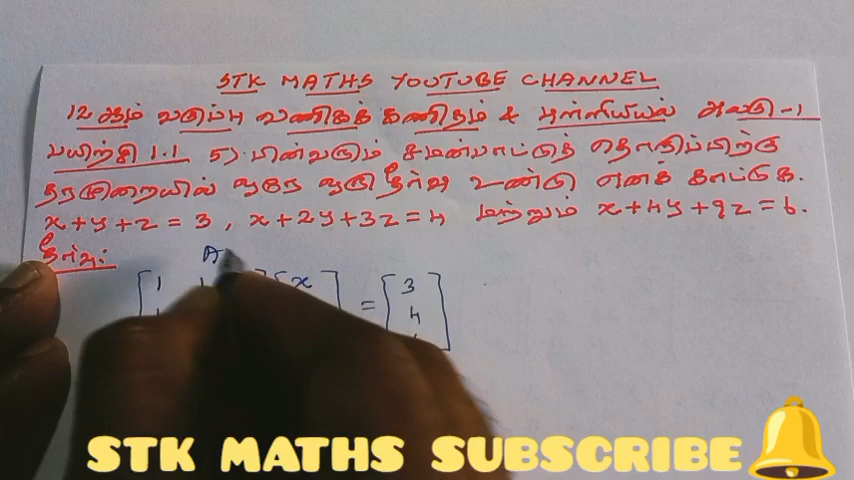 STK MATHS YOUTUBE CHANNEL
12 ஆம் வகுப்பு வணிகக் கணிதம் & புள்ளியியல் அலகு - 1
பயிற்சி 1.1 5). பின்வரும் சமன்பாட்டுத் தொகுப்பிற்கு
தரமுறையில் ஒரே ஒரு தீர்வு உண்டு எனக் காட்டுக.
x+y+z = 3 , x+2y+3z = 4 மற்றும் x+4y+9z = 6.
தீர்வு:
A
1 1 x = 3
4
STK MATHS SUBSCRIBE